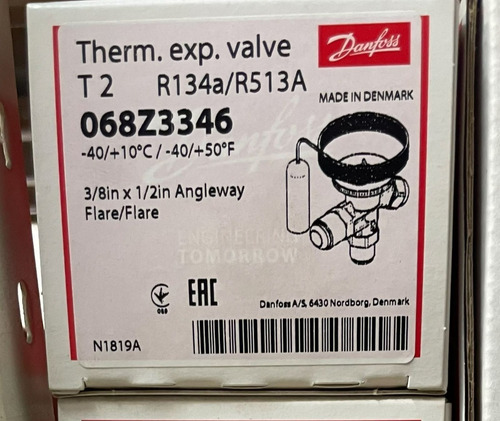 Therm. exp. valve
Danfoss
T 2 R134a/R513A
MADE IN DENMARK
068Z3346
-40/+10°C / -40/+50°F
3/8in x 1/2in Angleway
Flare/Flare
ENGINEERING
TOMORROW
EAC
Danfoss A/S, 6430 Nordborg, Denmark
N1819A